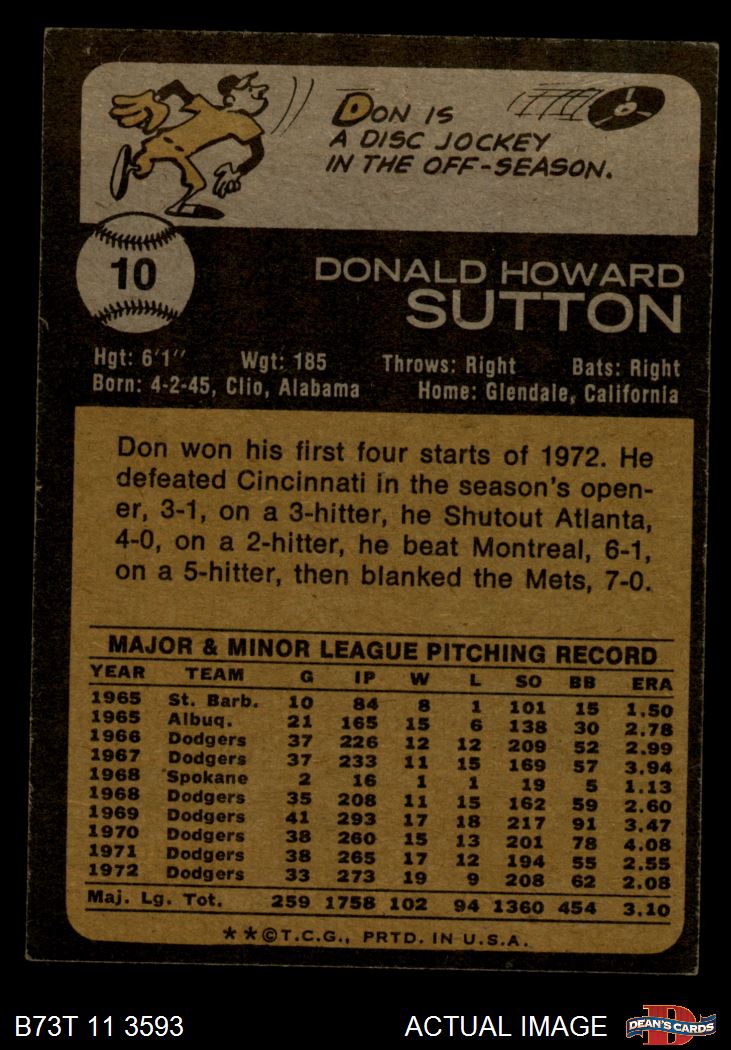 DON IS
A DISC JOCKEY
IN THE OFF-SEASON.
10
DONALD HOWARD
SUTTON
Hgt: 6'1" Wgt: 185 Throws: Right Bats: Right
Born: 4-2-45, Clio, Alabama Home: Glendale, California
Don won his first four starts of 1972. He
defeated Cincinnati in the season's open-
er, 3-1, on a 3-hitter, he Shutout Atlanta,
4-0, on a 2-hitter, he beat Montreal, 6-1,
on a 5-hitter, then blanked the Mets, 7-0.
MAJOR & MINOR LEAGUE PITCHING RECORD
YEAR TEAM G IP W L SO BB ERA
1965 St. Barb. 10 84 8 1 101 15 1.50
1965 Albuq. 21 165 15 6 138 30 2.78
1966 Dodgers 37 226 12 12 209 52 2.99
1967 Dodgers 37 233 11 15 169 57 3.94
1968 Spokane 2 16 1 1 19 5 1.13
1968 Dodgers 35 208 11 15 162 59 2.60
1969 Dodgers 41 293 17 18 217 91 3.47
1970 Dodgers 38 260 15 13 201 78 4.08
1971 Dodgers 38 265 17 12 194 55 2.55
1972 Dodgers 33 273 19 9 208 62 2.08
Maj. Lg. Tot. 259 1758 102 94 1360 454 3.10
**©T.C.G., PRTD. IN U.S.A.
B73T 11 3593 ACTUAL IMAGE D DEAN'S CARDS